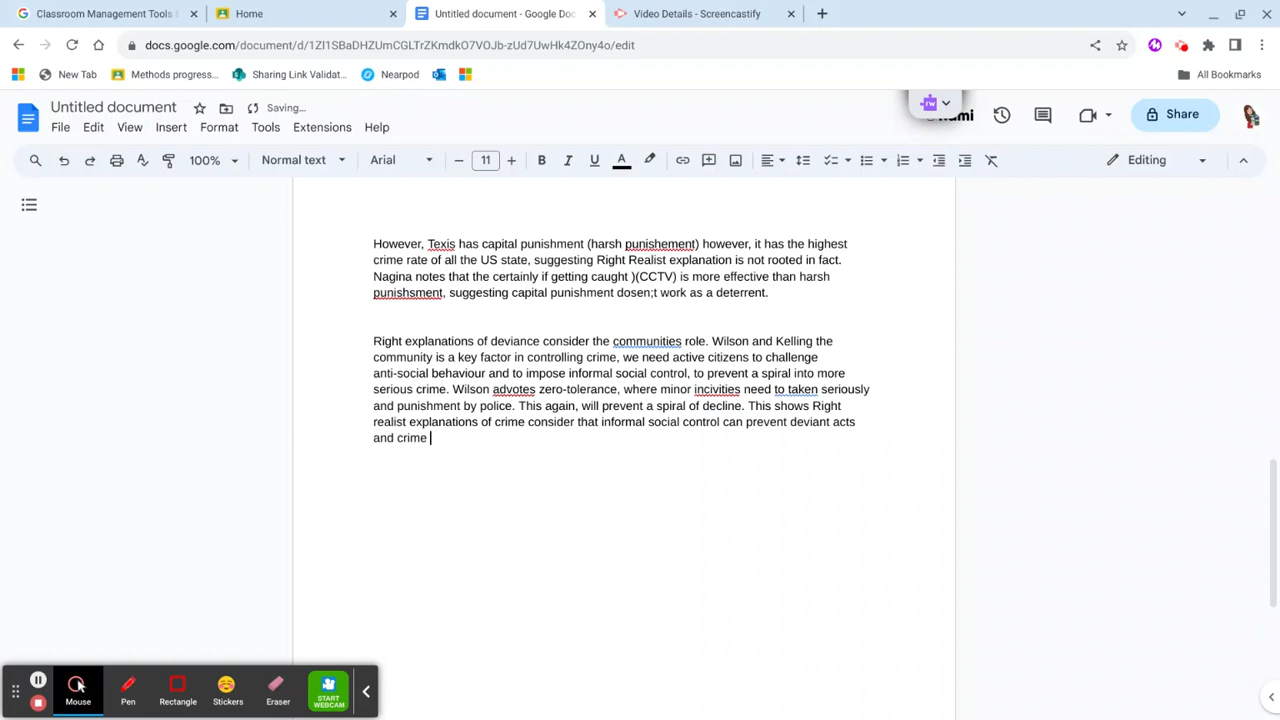 Classroom Management Tools &
Home
Untitled document - Google Doc
Video Details - Screencastify
docs.google.com/document/d/1Zl1SBaDHZUmCGLTrZKmdkO7VOJb-zUd7UwHk4ZOny4o/edit
New Tab
Methods progress...
Sharing Link Validat...
Nearpod
All Bookmarks
Untitled document
Saving...
File Edit View Insert Format Tools Extensions Help
Share
100%
Normal text
Arial
11
Editing
However, Texis has capital punishment (harsh punishement) however, it has the highest
crime rate of all the US state, suggesting Right Realist explanation is not rooted in fact.
Nagina notes that the certainly if getting caught )(CCTV) is more effective than harsh
punishsment, suggesting capital punishment dosen;t work as a deterrent.
Right explanations of deviance consider the communities role. Wilson and Kelling the
community is a key factor in controlling crime, we need active citizens to challenge
anti-social behaviour and to impose informal social control, to prevent a spiral into more
serious crime. Wilson advotes zero-tolerance, where minor incivities need to taken seriously
and punishment by police. This again, will prevent a spiral of decline. This shows Right
realist explanations of crime consider that informal social control can prevent deviant acts
and crime
Mouse
Pen
Rectangle
Stickers
Eraser
START
WEBCAM